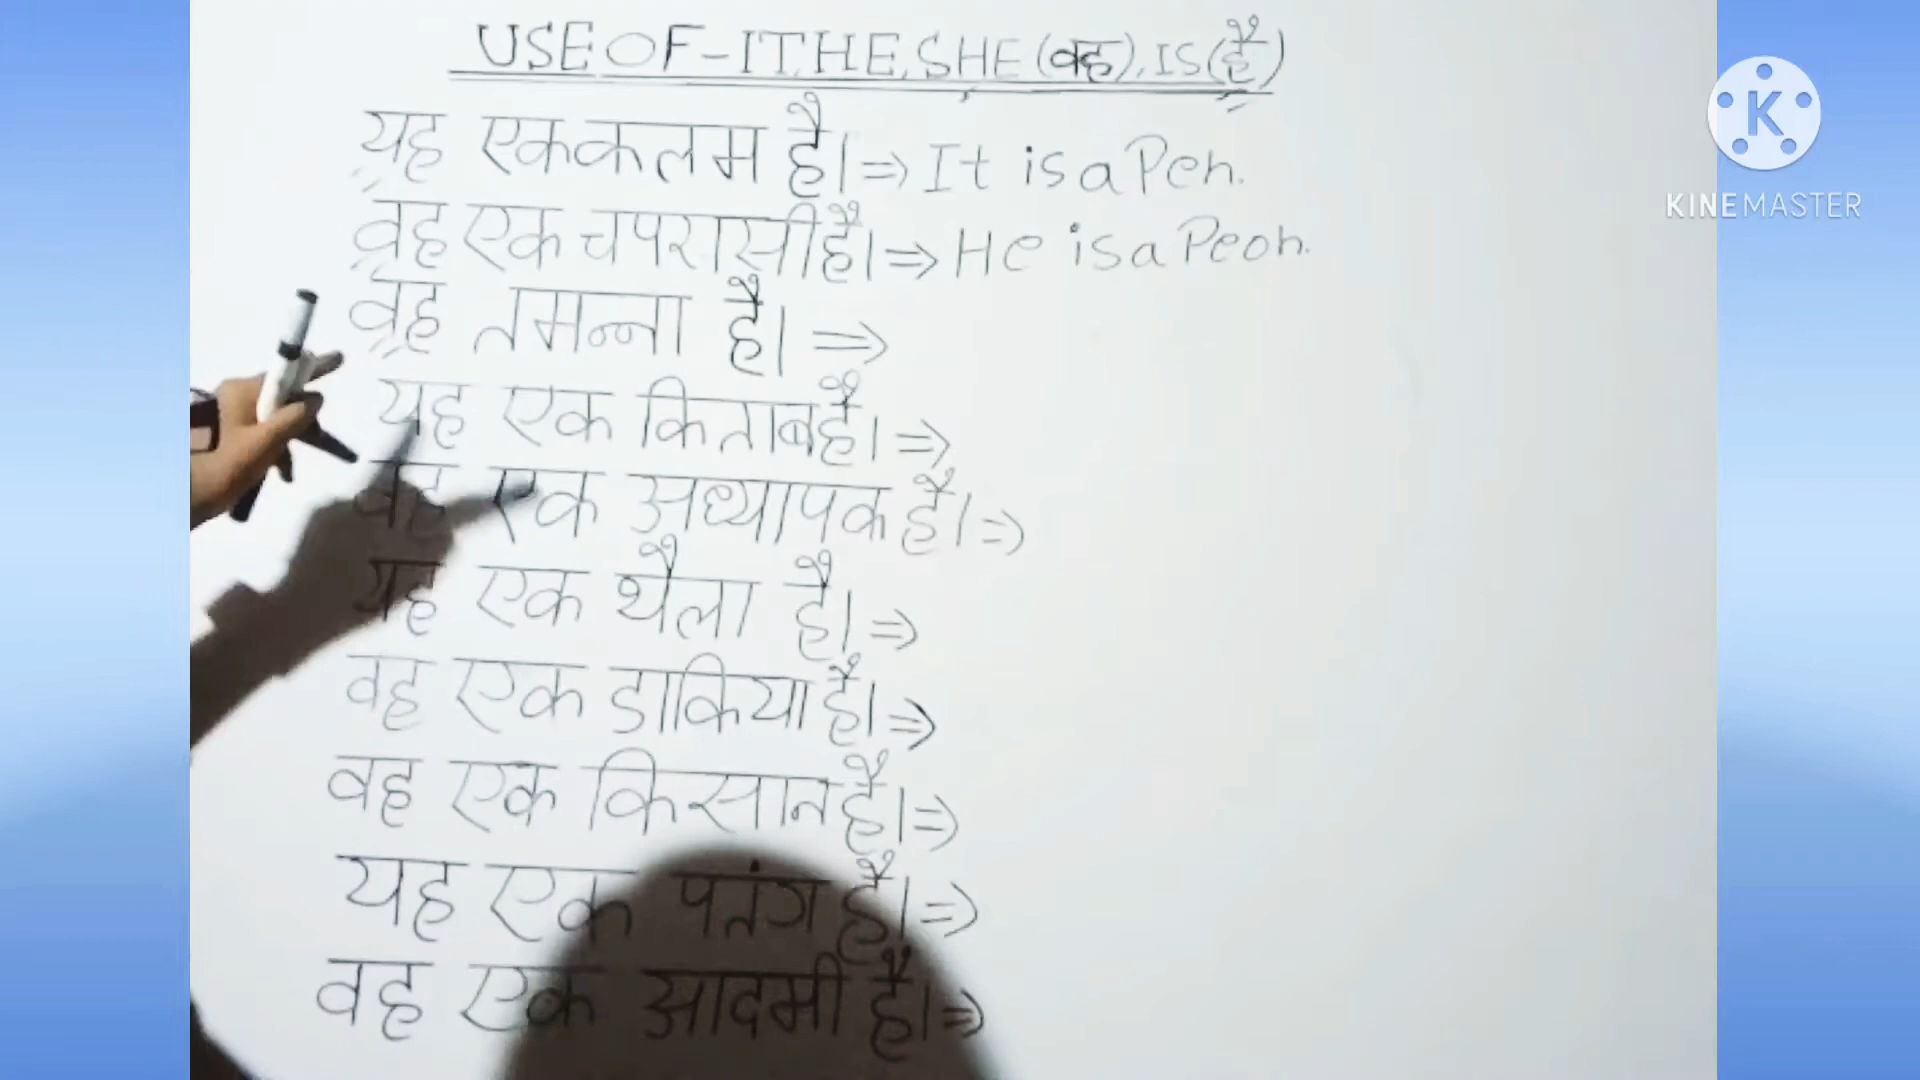 USE OF - IT, HE, SHE (वह), IS (है)
यह एक कलम है। => It is a Pen.
वह एक चपरासी है। => He is a Peon.
वह तमन्ना है। =>
यह एक किताब है। =>
वह एक अध्यापक है। =>
यह एक थैला है। =>
वह एक डाकिया है। =>
वह एक किसान है। =>
यह एक पतंग है। =>
वह एक आदमी है। =>
K
KINEMASTER